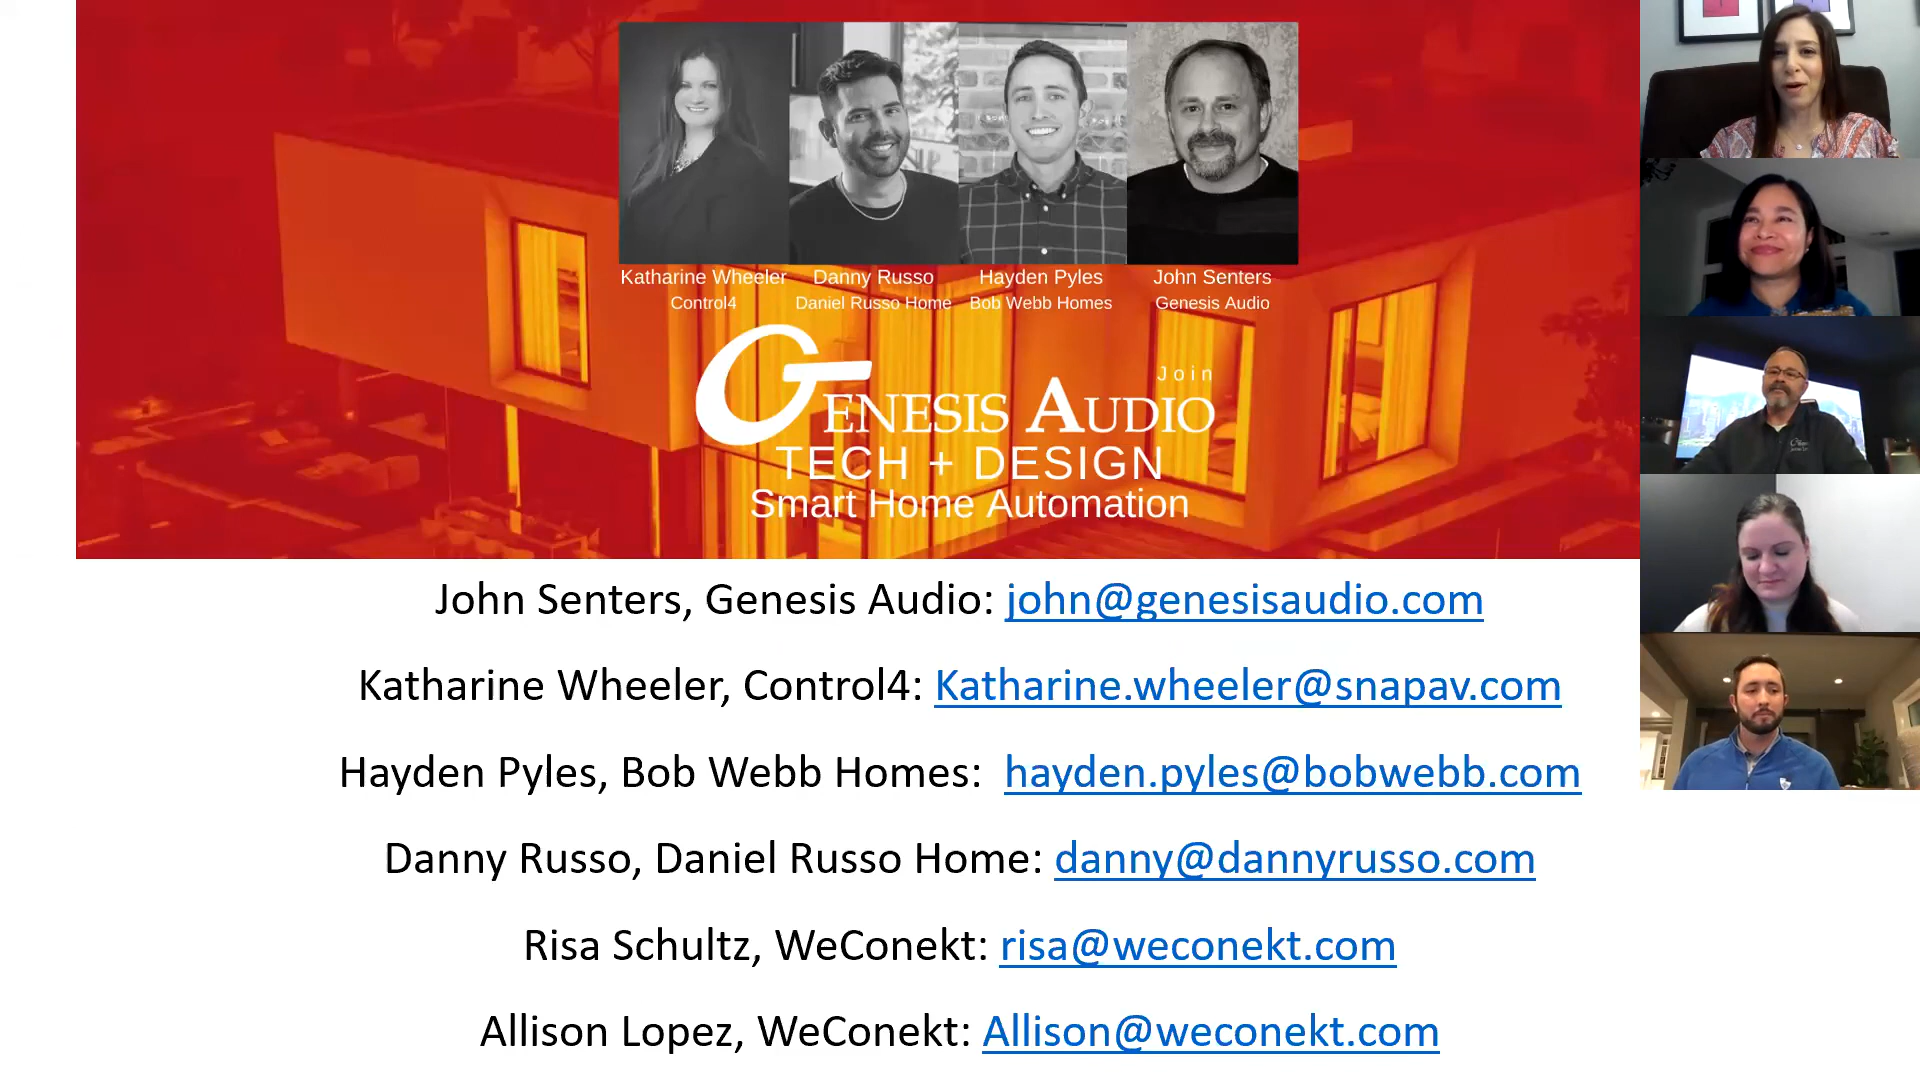 Katharine Wheeler Danny Russo Hayden Pyles John Senters
Control4 Daniel Russo Home Bob Webb Homes Genesis Audio
Join
GENESIS AUDIO
TECH + DESIGN
Smart Home Automation
John Senters, Genesis Audio: john@genesisaudio.com
Katharine Wheeler, Control4: Katharine.wheeler@snapav.com
Hayden Pyles, Bob Webb Homes: hayden.pyles@bobwebb.com
Danny Russo, Daniel Russo Home: danny@dannyrusso.com
Risa Schultz, WeConekt: risa@weconekt.com
Allison Lopez, WeConekt: Allison@weconekt.com